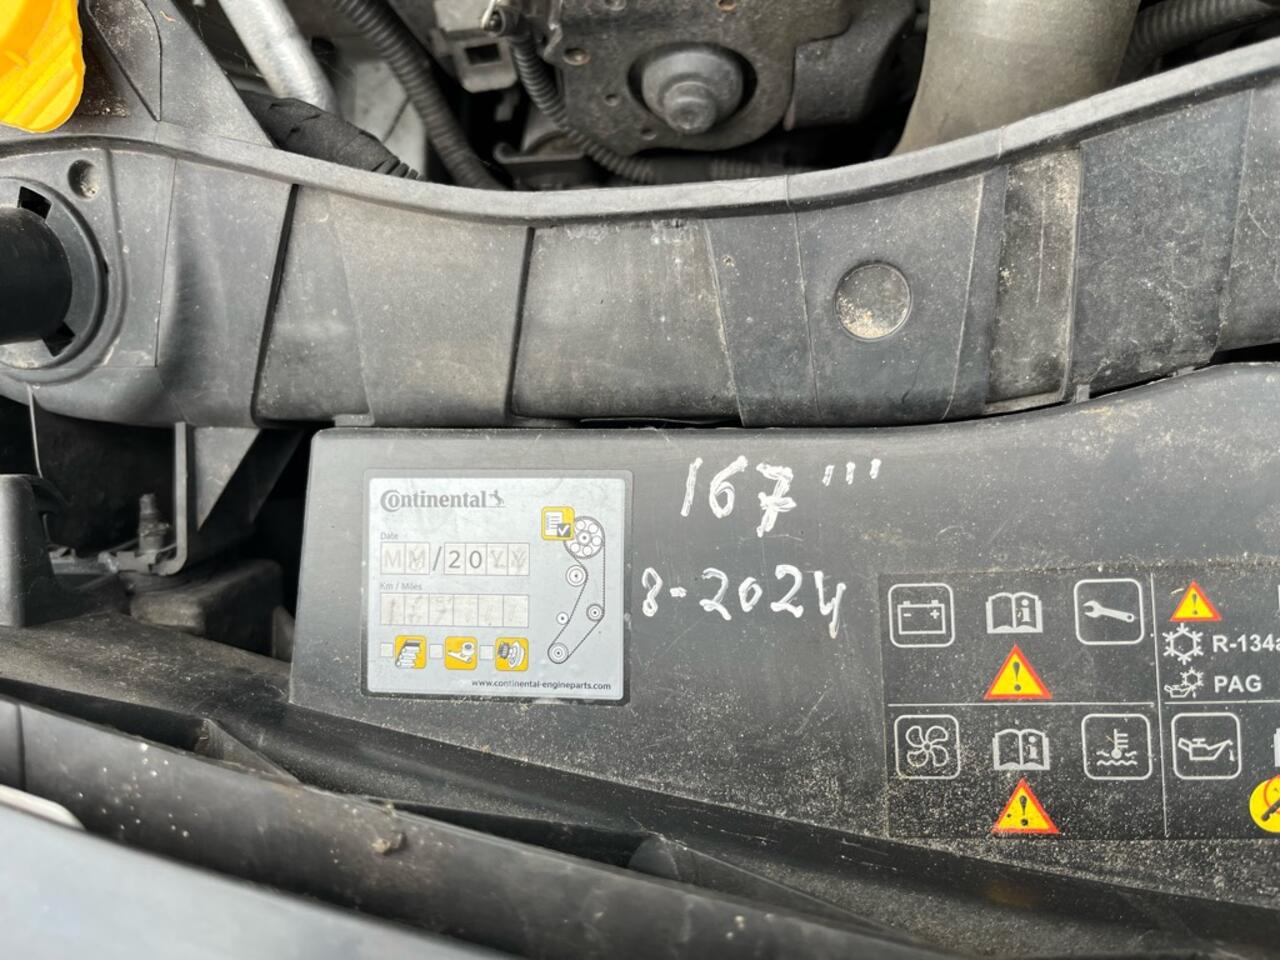 Continental
Date
MM/20YY
Km / Miles
www.continental-engineparts.com
167 '''
8-2024
R-134a
PAG